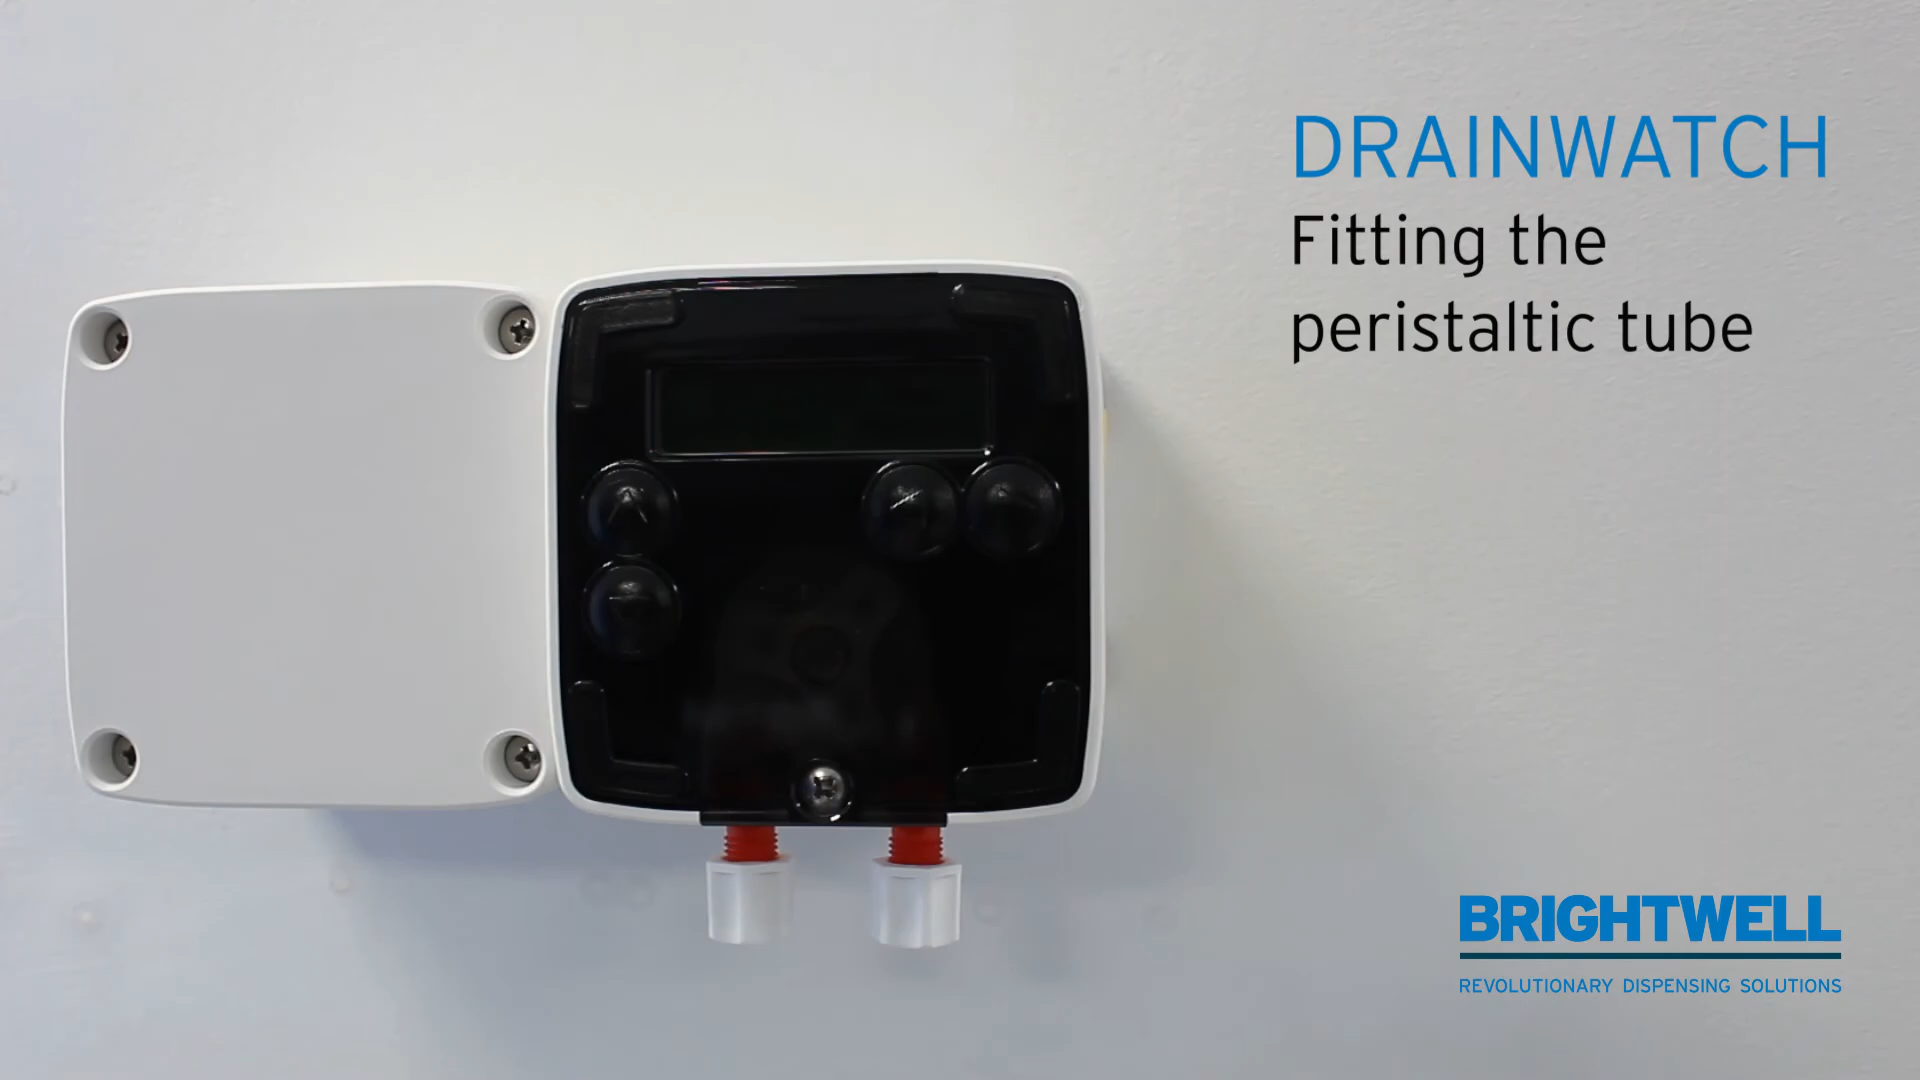 DRAINWATCH
Fitting the
peristaltic tube
BRIGHTWELL
REVOLUTIONARY DISPENSING SOLUTIONS